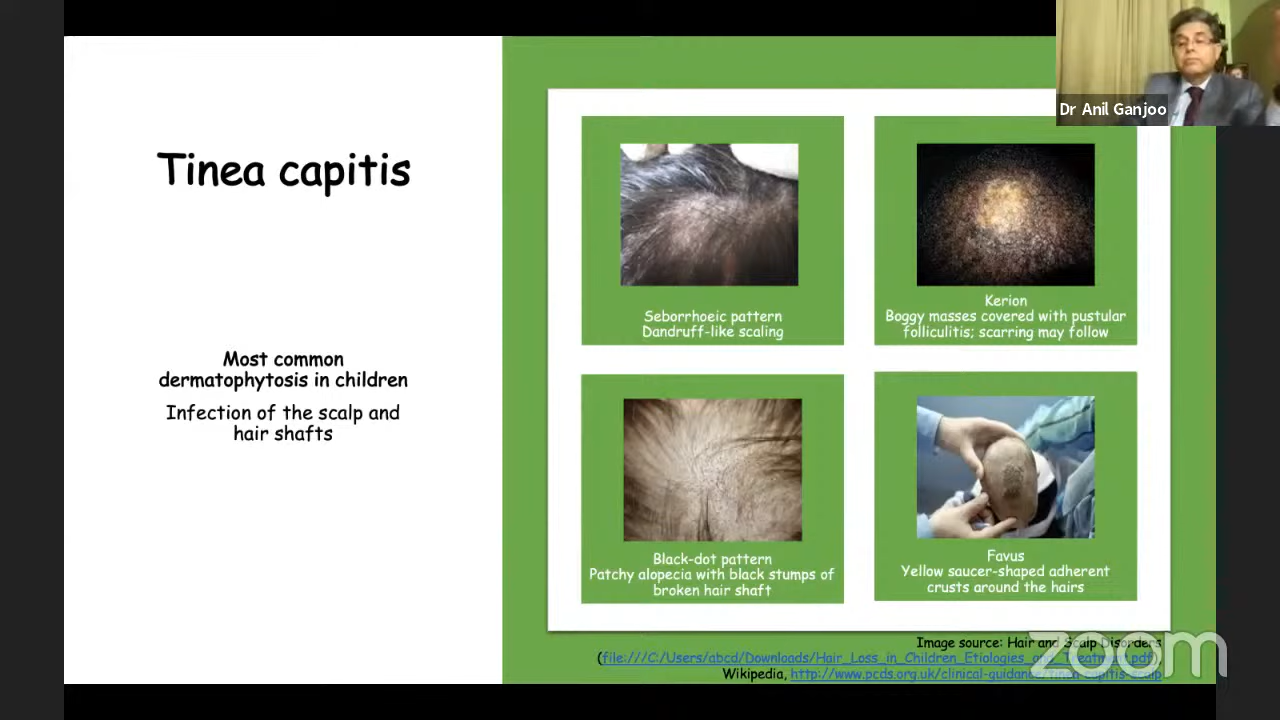 Dr Anil Ganjoo
Tinea capitis
Most common
dermatophytosis in children
Infection of the scalp and
hair shafts
Seborrhoeic pattern
Dandruff-like scaling
Kerion
Boggy masses covered with pustular
folliculitis; scarring may follow
Black-dot pattern
Patchy alopecia with black stumps of
broken hair shaft
Favus
Yellow saucer-shaped adherent
crusts around the hairs
Image source: Hair and Scalp Disorders
(file:///C:/Users/abcd/Downloads/Hair_Loss_in_Children_Etiologies_and_Treatment.pdf)
Wikipedia, http://www.pcds.org.uk/clinical-guidance/tinea-capitis-scalp
zoom